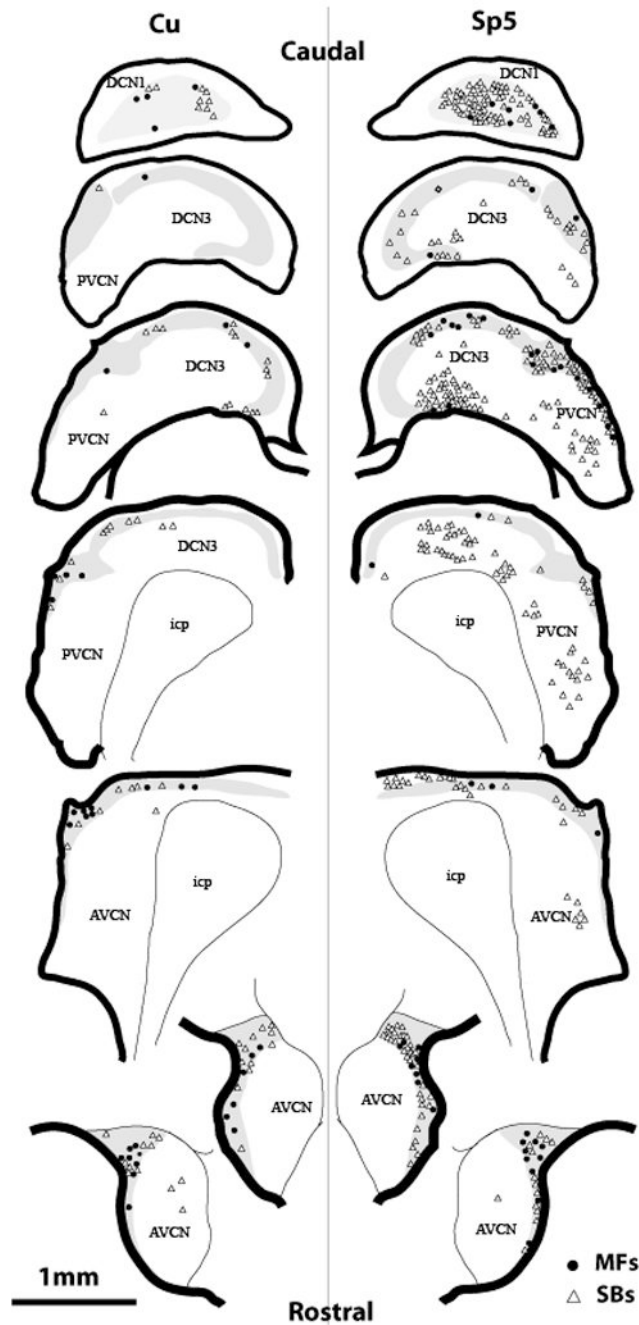 Cu Sp5
Caudal
DCN1 DCN1
DCN3 DCN3
PVCN
DCN3 DCN3
PVCN PVCN
DCN3
icp icp
PVCN PVCN
icp icp
AVCN AVCN
AVCN AVCN
AVCN AVCN
1mm
MFs
SBs
Rostral